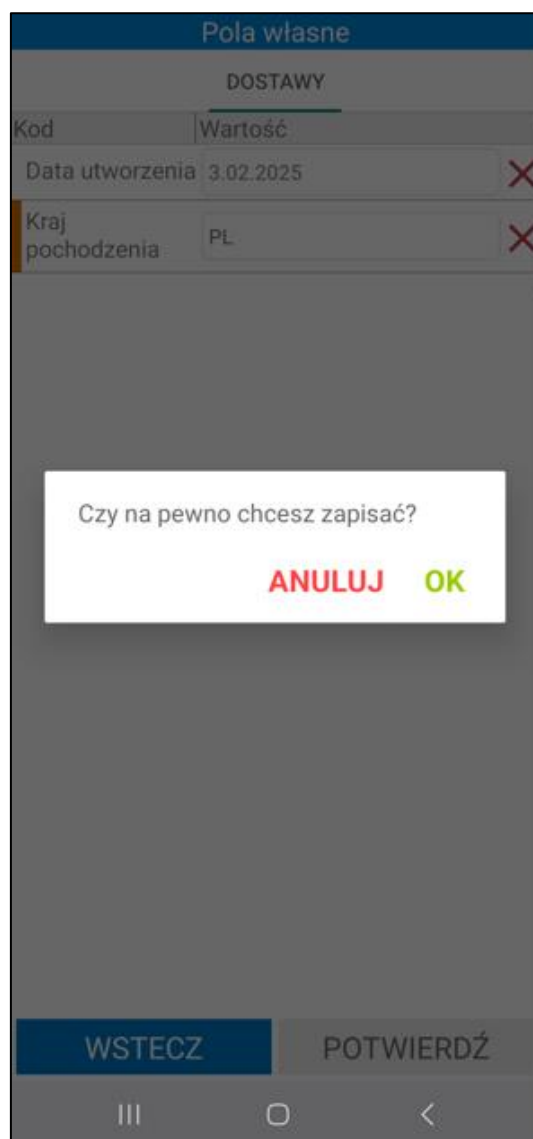 Pola własne
DOSTAWY
Kod Wartość
Data utworzenia 3.02.2025
Kraj
pochodzenia PL
Czy na pewno chcesz zapisać?
ANULUJ OK
WSTECZ POTWIERDŹ